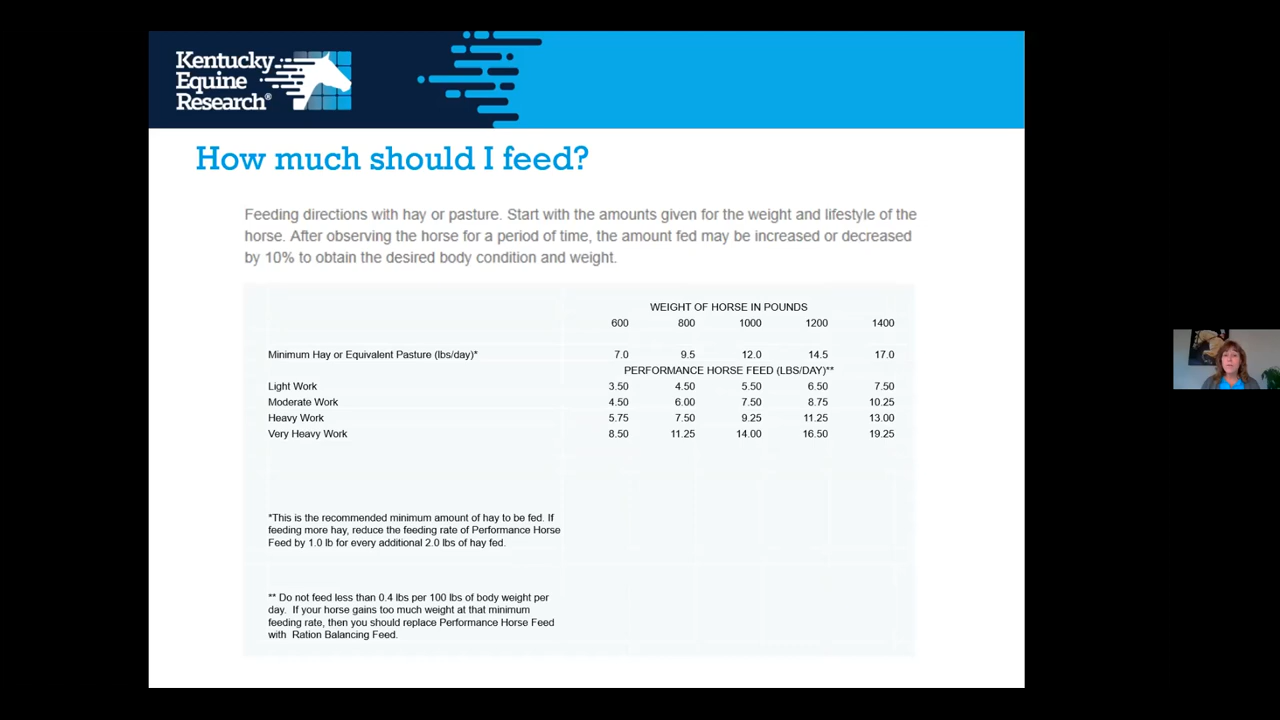 Kentucky
Equine
Research®
How much should I feed?
Feeding directions with hay or pasture. Start with the amounts given for the weight and lifestyle of the
horse. After observing the horse for a period of time, the amount fed may be increased or decreased
by 10% to obtain the desired body condition and weight.
WEIGHT OF HORSE IN POUNDS
600 800 1000 1200 1400
Minimum Hay or Equivalent Pasture (lbs/day)* 7.0 9.5 12.0 14.5 17.0
PERFORMANCE HORSE FEED (LBS/DAY)**
Light Work 3.50 4.50 5.50 6.50 7.50
Moderate Work 4.50 6.00 7.50 8.75 10.25
Heavy Work 5.75 7.50 9.25 11.25 13.00
Very Heavy Work 8.50 11.25 14.00 16.50 19.25
*This is the recommended minimum amount of hay to be fed. If
feeding more hay, reduce the feeding rate of Performance Horse
Feed by 1.0 lb for every additional 2.0 lbs of hay fed.
** Do not feed less than 0.4 lbs per 100 lbs of body weight per
day. If your horse gains too much weight at that minimum
feeding rate, then you should replace Performance Horse Feed
with Ration Balancing Feed.